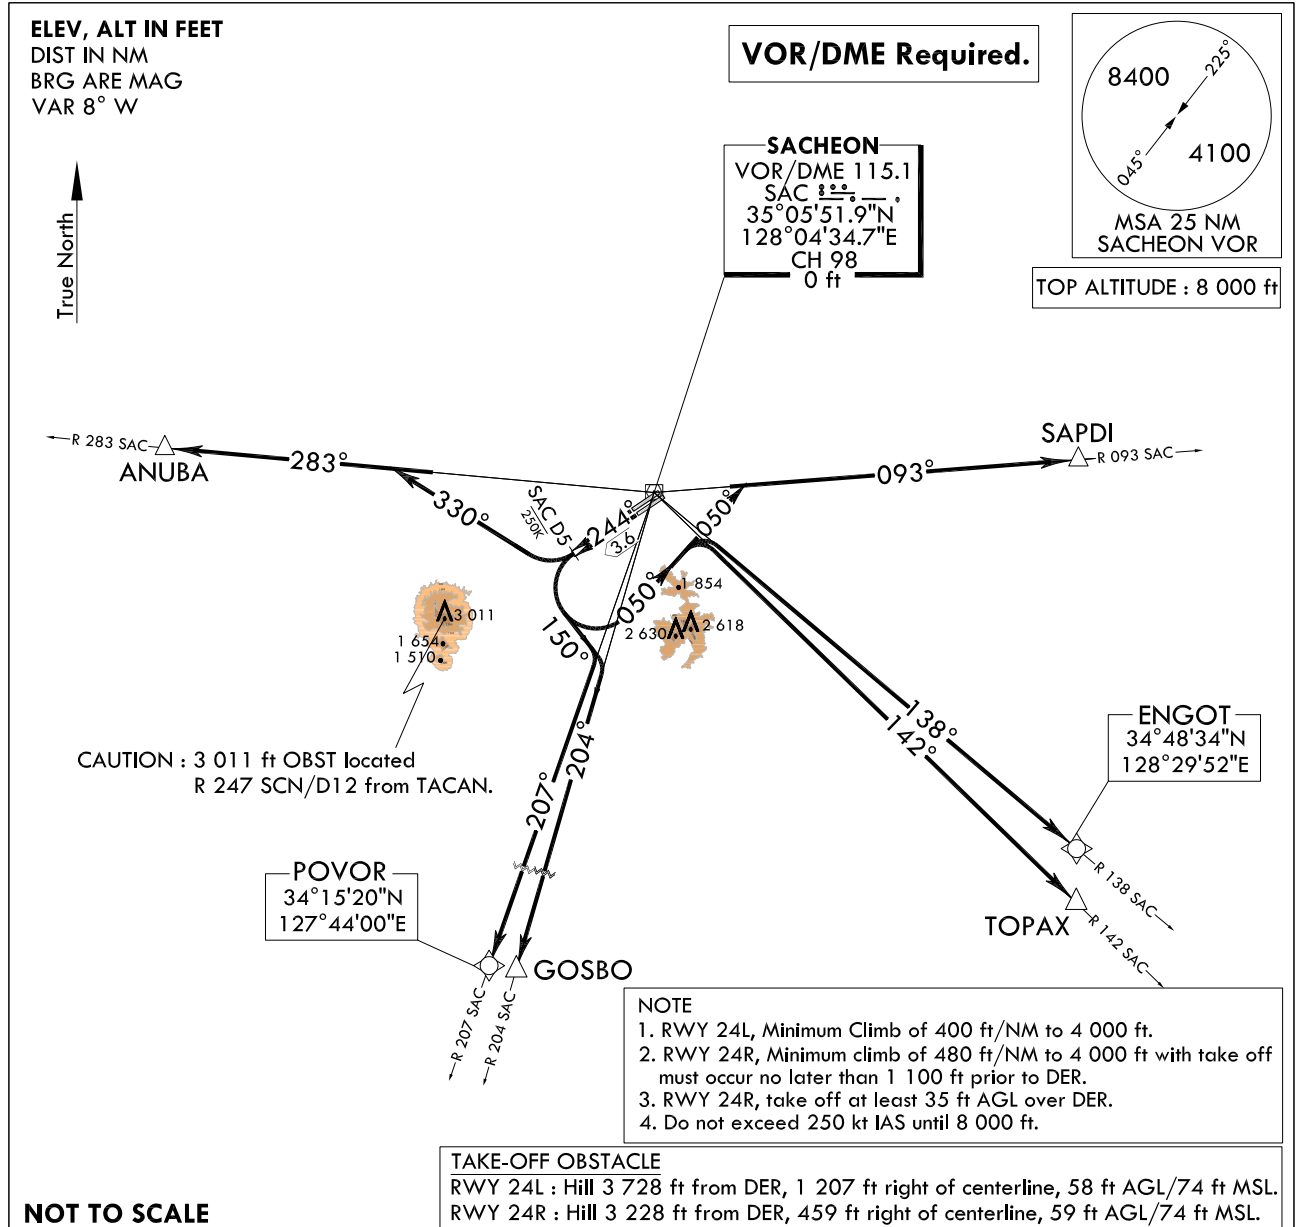 ELEV, ALT IN FEET
DIST IN NM
BRG ARE MAG
VAR 8° W
True North
VOR/DME Required.
8400
225°
4100
045°
MSA 25 NM
SACHEON VOR
TOP ALTITUDE : 8 000 ft
SACHEON
VOR/DME 115.1
SAC
35°05'51.9"N
128°04'34.7"E
CH 98
0 ft
R 283 SAC
ANUBA
283°
330°
SAC D5
250K
244°
3.6
050°
093°
SAPDI
R 093 SAC
050°
150°
1 854
2 630
2 618
3 011
1 654
1 510
CAUTION : 3 011 ft OBST located
R 247 SCN/D12 from TACAN.
207°
204°
138°
142°
ENGOT
34°48'34"N
128°29'52"E
R 138 SAC
TOPAX
R 142 SAC
POVOR
34°15'20"N
127°44'00"E
GOSBO
R 207 SAC
R 204 SAC
NOTE
1. RWY 24L, Minimum Climb of 400 ft/NM to 4 000 ft.
2. RWY 24R, Minimum climb of 480 ft/NM to 4 000 ft with take off
must occur no later than 1 100 ft prior to DER.
3. RWY 24R, take off at least 35 ft AGL over DER.
4. Do not exceed 250 kt IAS until 8 000 ft.
TAKE-OFF OBSTACLE
RWY 24L : Hill 3 728 ft from DER, 1 207 ft right of centerline, 58 ft AGL/74 ft MSL.
RWY 24R : Hill 3 228 ft from DER, 459 ft right of centerline, 59 ft AGL/74 ft MSL.
NOT TO SCALE